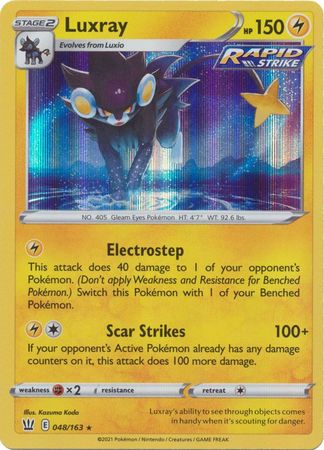 STAGE 2
Luxray
HP 150
Evolves from Luxio
RAPID
STRIKE
NO. 405 Gleam Eyes Pokémon HT: 4'7" WT: 92.6 lbs.
Electrostep
This attack does 40 damage to 1 of your opponent's
Pokémon. (Don't apply Weakness and Resistance for Benched
Pokémon.) Switch this Pokémon with 1 of your Benched
Pokémon.
Scar Strikes 100+
If your opponent's Active Pokémon already has any damage
counters on it, this attack does 100 more damage.
weakness ×2 resistance retreat
Illus. Kazuma Koda
E 048/163 ★
Luxray's ability to see through objects comes
in handy when it's scouting for danger.
©2021 Pokémon / Nintendo / Creatures / GAME FREAK